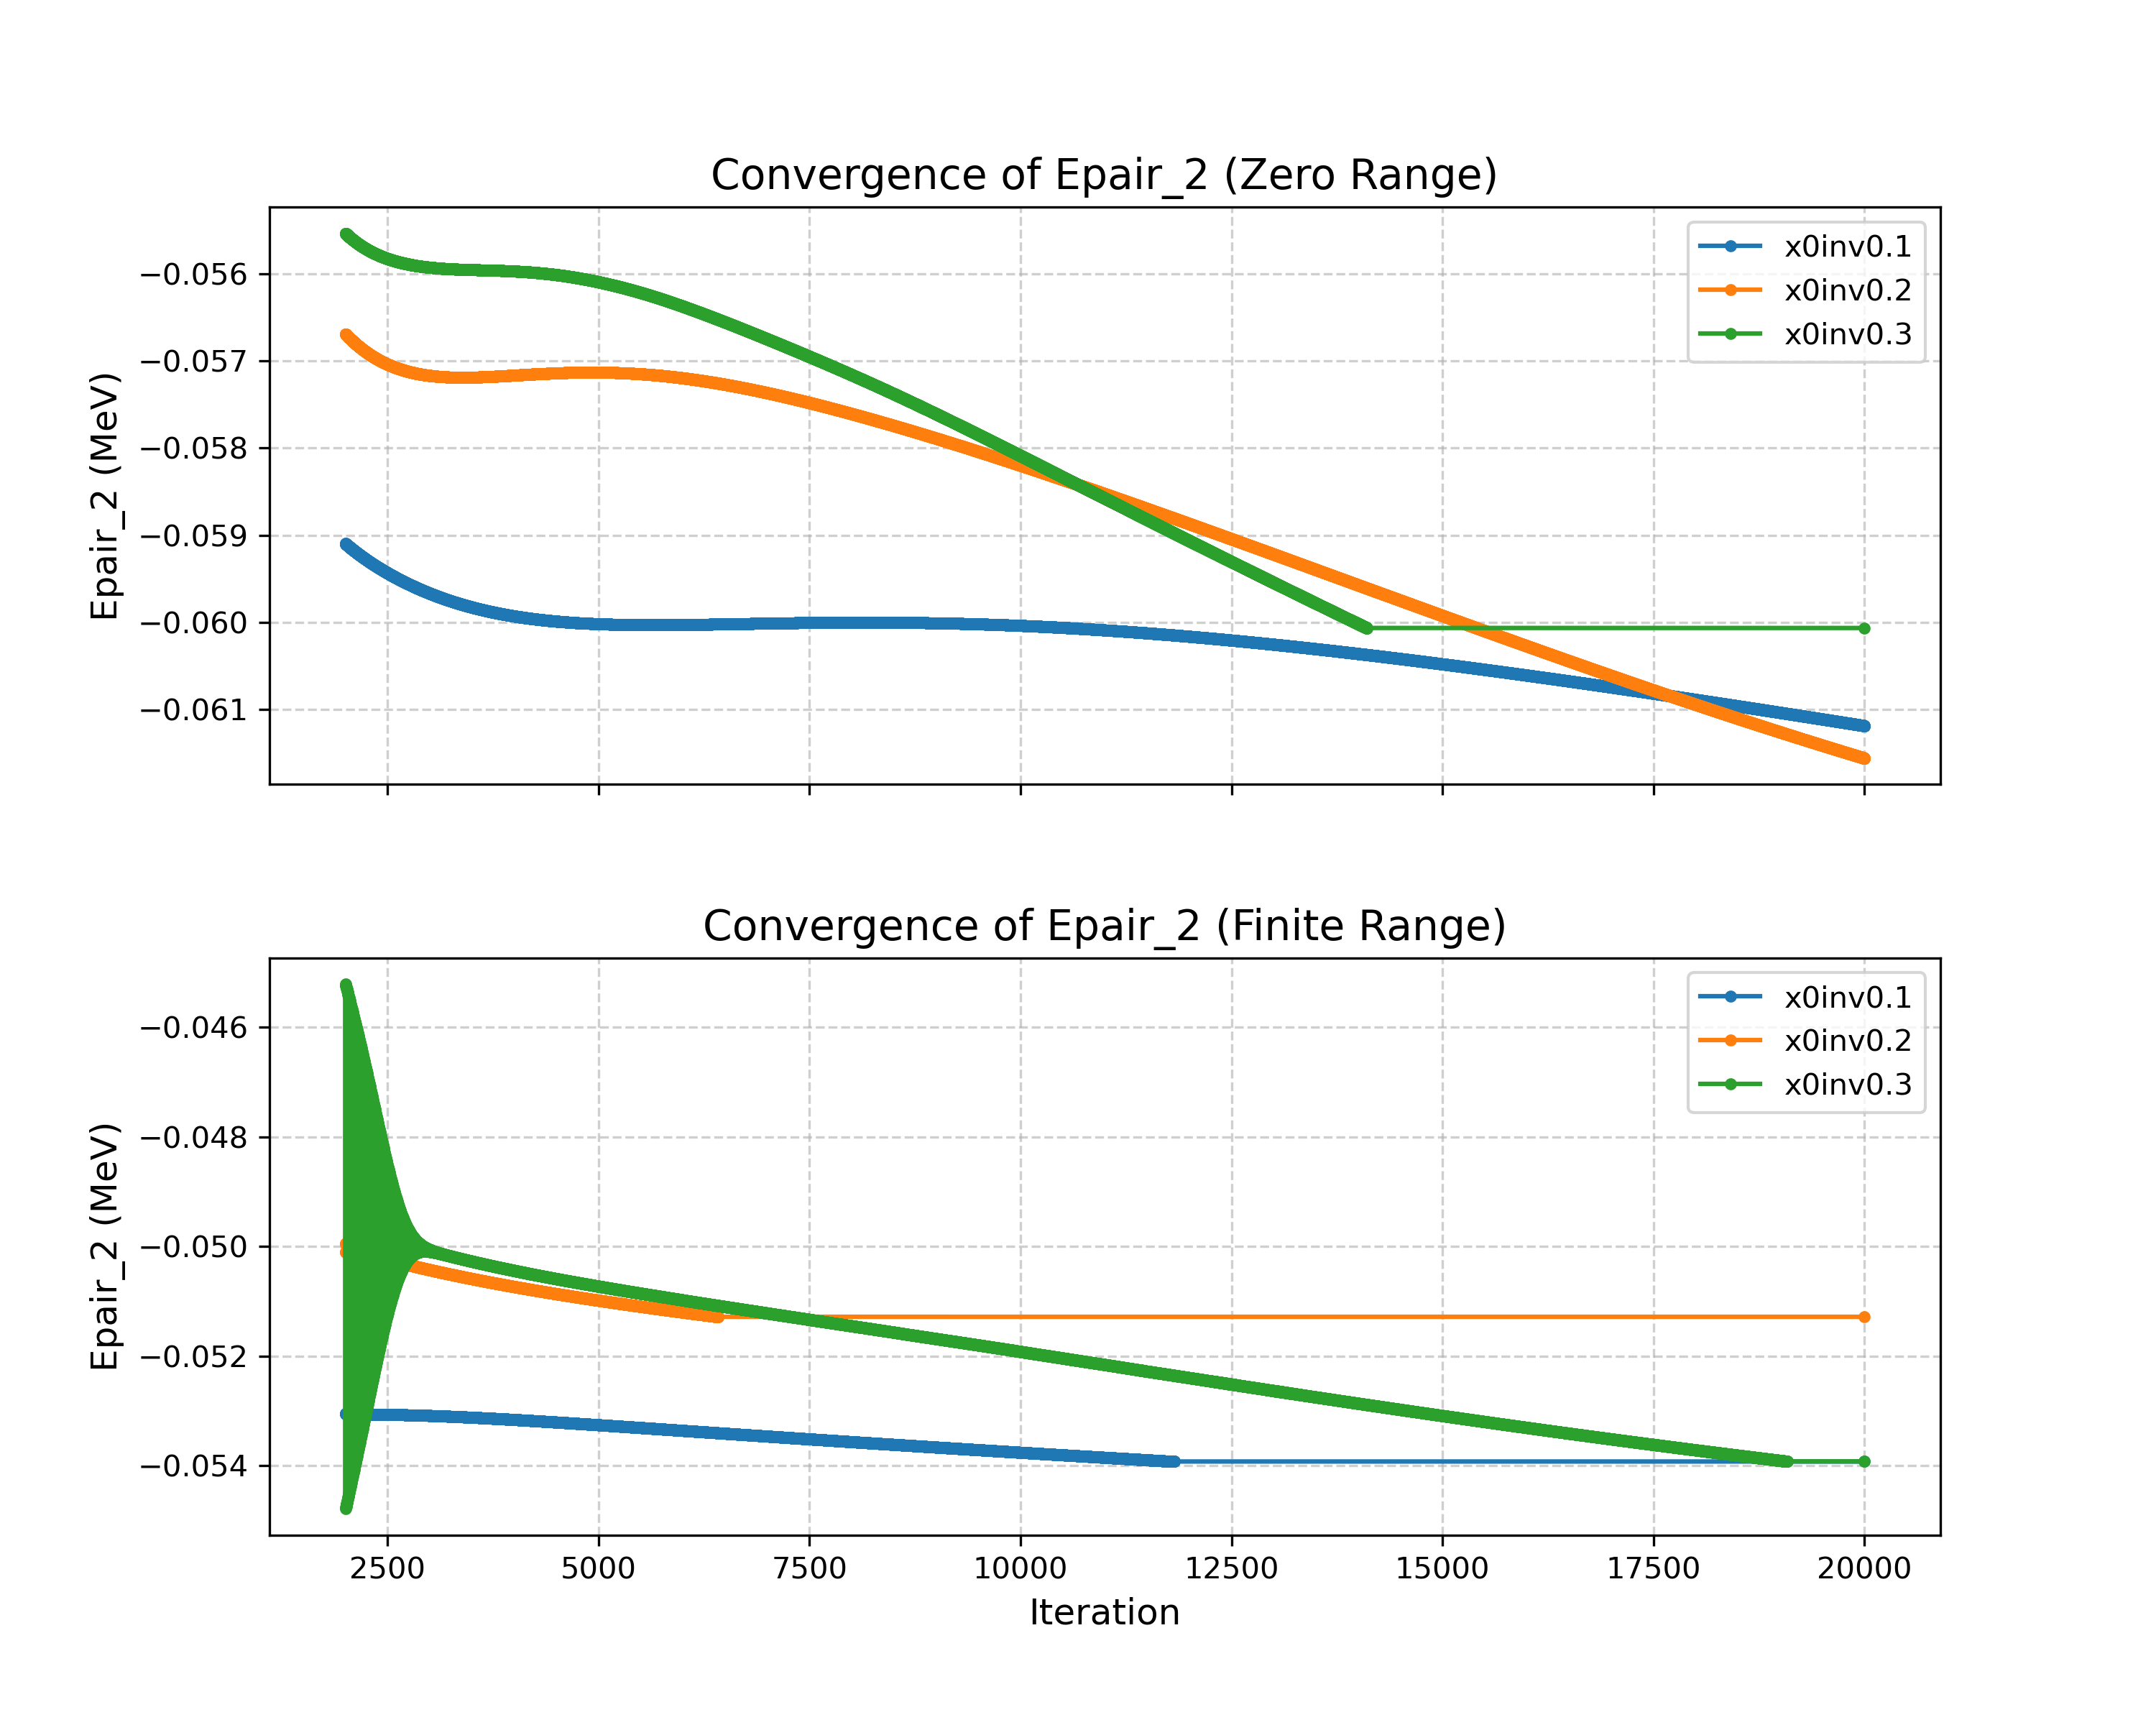 Convergence of Epair_2 (Zero Range)
Epair_2 (MeV)
−0.056
−0.057
−0.058
−0.059
−0.060
−0.061
x0inv0.1
x0inv0.2
x0inv0.3
Convergence of Epair_2 (Finite Range)
Epair_2 (MeV)
−0.046
−0.048
−0.050
−0.052
−0.054
x0inv0.1
x0inv0.2
x0inv0.3
2500 5000 7500 10000 12500 15000 17500 20000
Iteration